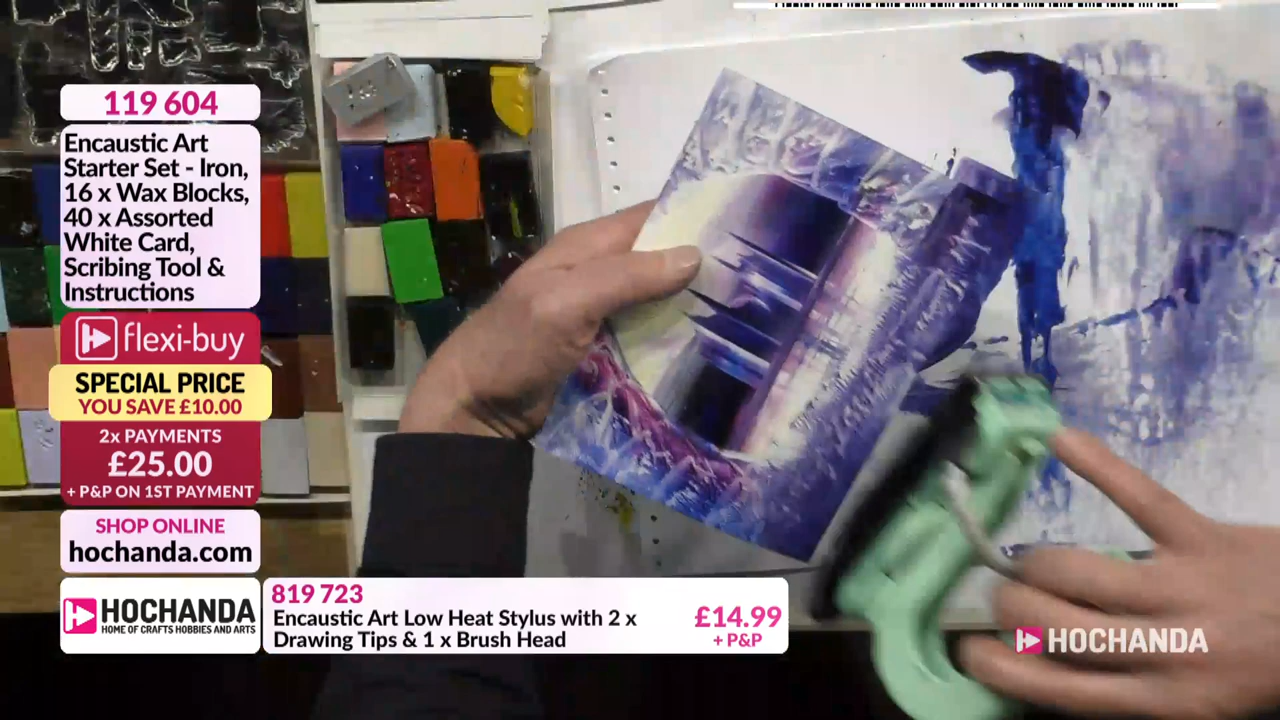 119 604
Encaustic Art
Starter Set - Iron,
16 x Wax Blocks,
40 x Assorted
White Card,
Scribing Tool &
Instructions
flexi-buy
SPECIAL PRICE
YOU SAVE £10.00
2x PAYMENTS
£25.00
+ P&P ON 1ST PAYMENT
SHOP ONLINE
hochanda.com
HOCHANDA
HOME OF CRAFTS HOBBIES AND ARTS
819 723
Encaustic Art Low Heat Stylus with 2 x
Drawing Tips & 1 x Brush Head
£14.99
+ P&P
HOCHANDA